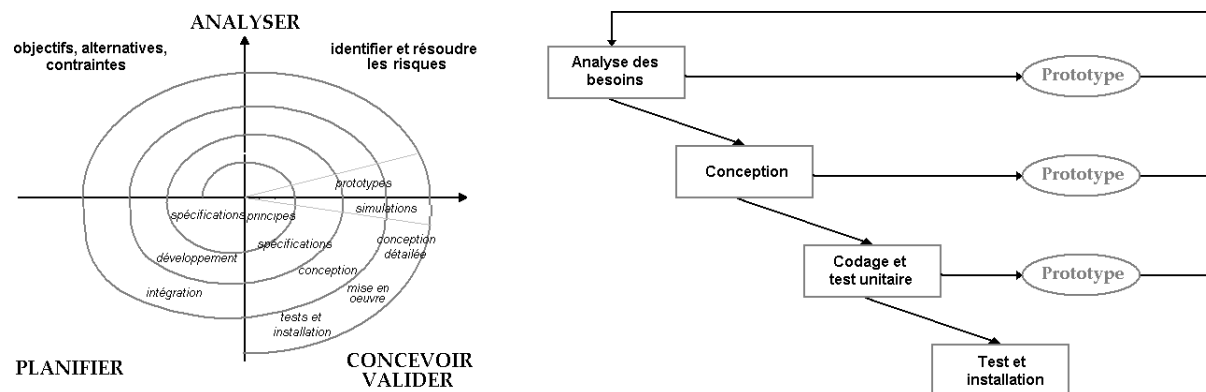 ANALYSER
objectifs, alternatives,
contraintes
identifier et résoudre
les risques
prototypes
simulations
spécifications
principes
spécifications
conception
détaillée
développement
conception
intégration
mise en
oeuvre
tests et
installation
PLANIFIER
CONCEVOIR
VALIDER
Analyse des
besoins
Prototype
Conception
Prototype
Codage et
test unitaire
Prototype
Test et
installation